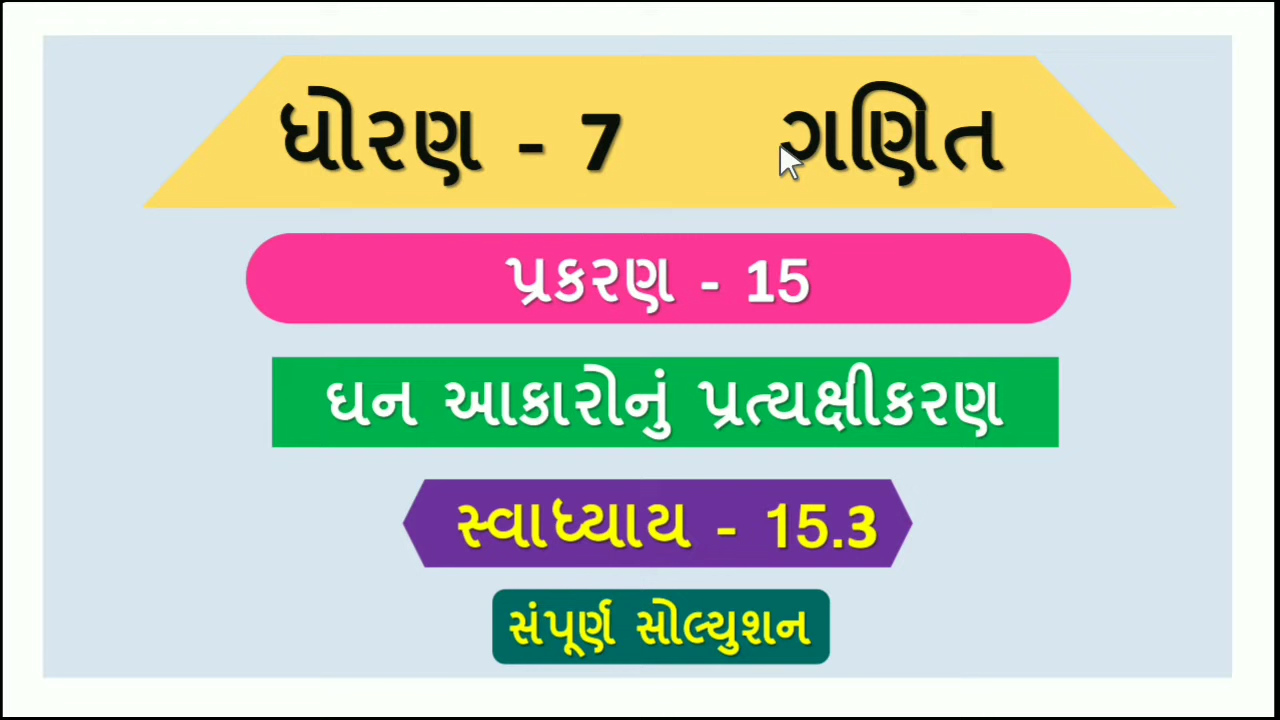 ધોરણ - 7 ગણિત
પ્રકરણ - 15
ઘન આકારોનું પ્રત્યક્ષીકરણ
સ્વાધ્યાય - 15.3
સંપૂર્ણ સોલ્યુશન